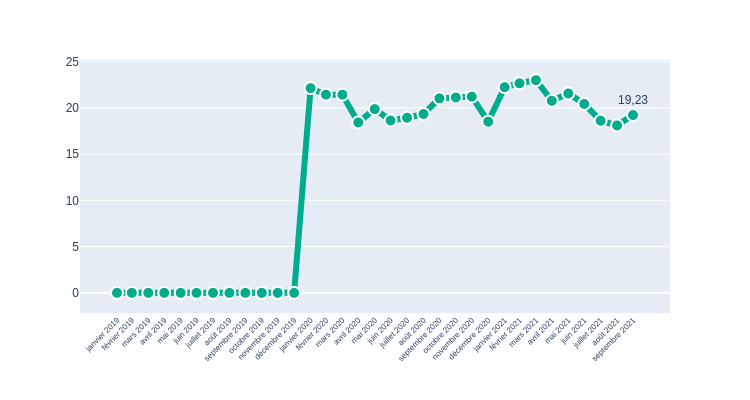 25
20
15
10
5
0
19,23
janvier 2019
février 2019
mars 2019
avril 2019
mai 2019
juin 2019
juillet 2019
août 2019
septembre 2019
octobre 2019
novembre 2019
décembre 2019
janvier 2020
février 2020
mars 2020
avril 2020
mai 2020
juin 2020
juillet 2020
août 2020
septembre 2020
octobre 2020
novembre 2020
décembre 2020
janvier 2021
février 2021
mars 2021
avril 2021
mai 2021
juin 2021
juillet 2021
août 2021
septembre 2021